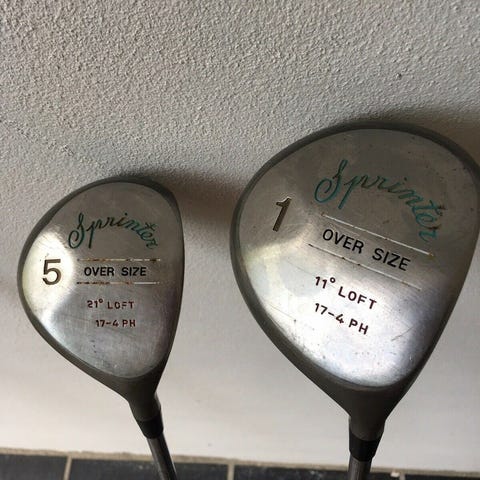 Sprinter
5
OVER SIZE
21° LOFT
17-4 PH
Sprinter
1
OVER SIZE
11° LOFT
17-4 PH